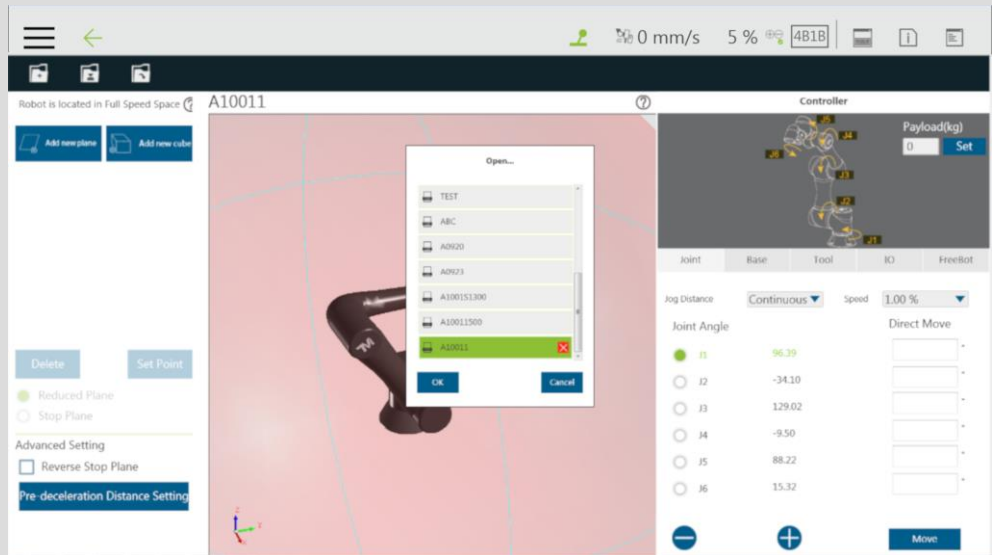 0 mm/s 5 % 4B1B
Robot is located in Full Speed Space
A10011
Controller
Add new plane
Add new cube
Open...
TEST
ABC
A0920
A0923
A100151300
A10011500
A10011
OK
Cancel
J5
J4
J6
J3
J2
J1
Payload(kg)
0
Set
Joint Base Tool IO FreeBot
Jog Distance Continuous Speed 1.00 %
Joint Angle Direct Move
J1 96.39 °
J2 -34.10 °
J3 129.02 °
J4 -9.50 °
J5 88.22 °
J6 15.32 °
Move
Delete
Set Point
Reduced Plane
Stop Plane
Advanced Setting
Reverse Stop Plane
Pre-deceleration Distance Setting
TM